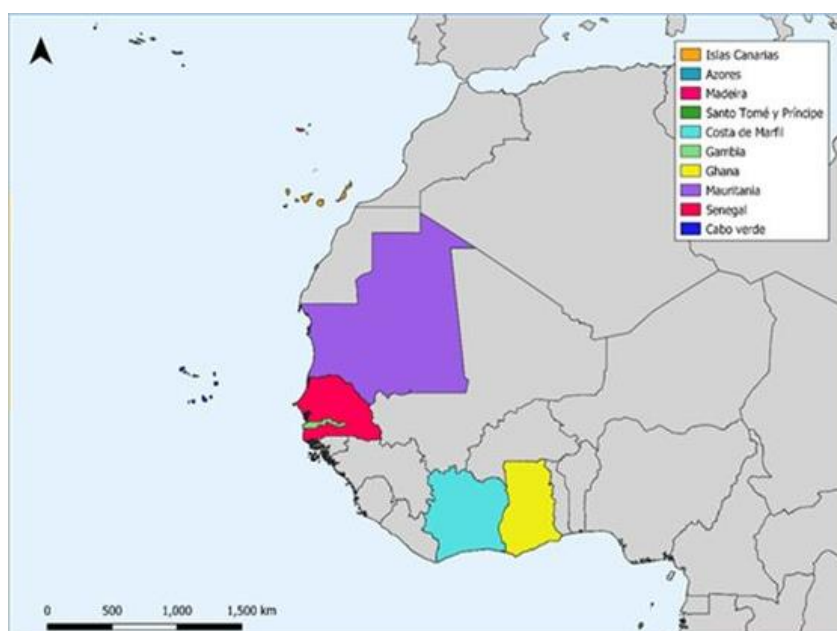 Islas Canarias
Azores
Madeira
Santo Tomé y Príncipe
Costa de Marfil
Gambia
Ghana
Mauritania
Senegal
Cabo verde
0 500 1,000 1,500 km